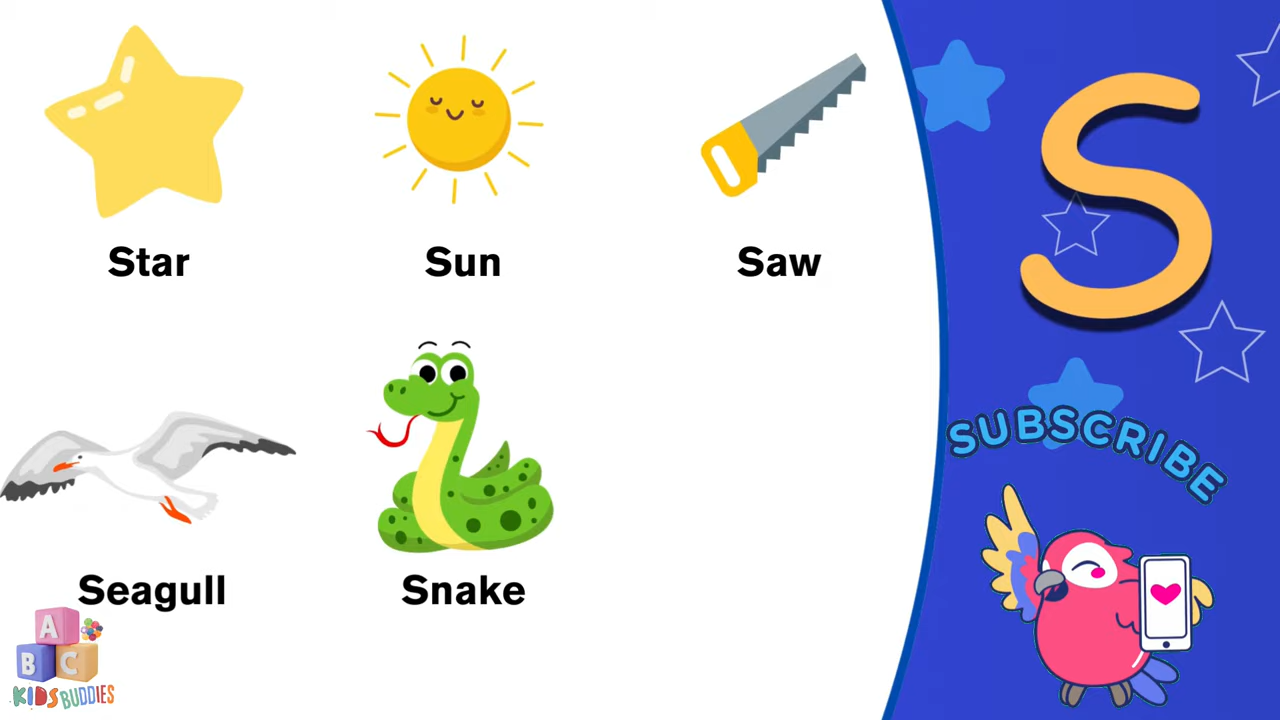 Star
Sun
Saw
S
Seagull
Snake
SUBSCRIBE
A
B C
KIDS BUDDIES